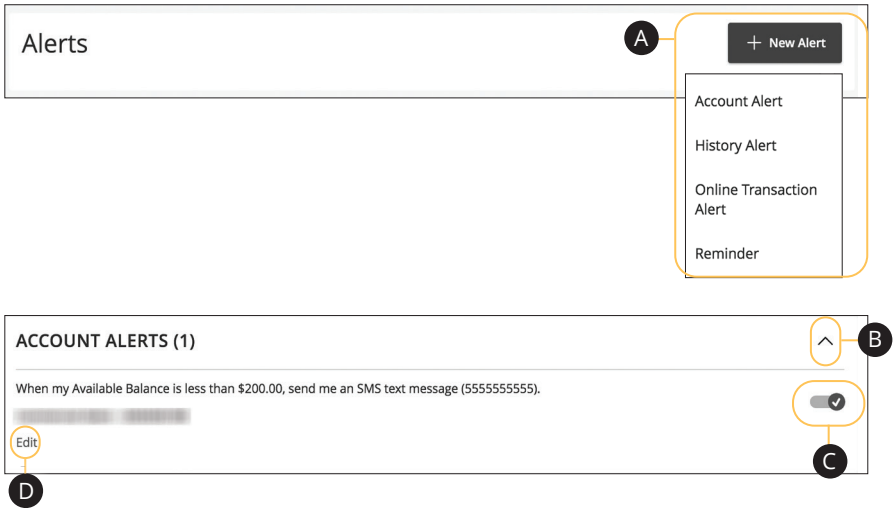 Alerts
A
+ New Alert
Account Alert
History Alert
Online Transaction
Alert
Reminder
ACCOUNT ALERTS (1)
B
When my Available Balance is less than $200.00, send me an SMS text message (5555555555).
Edit
C
D